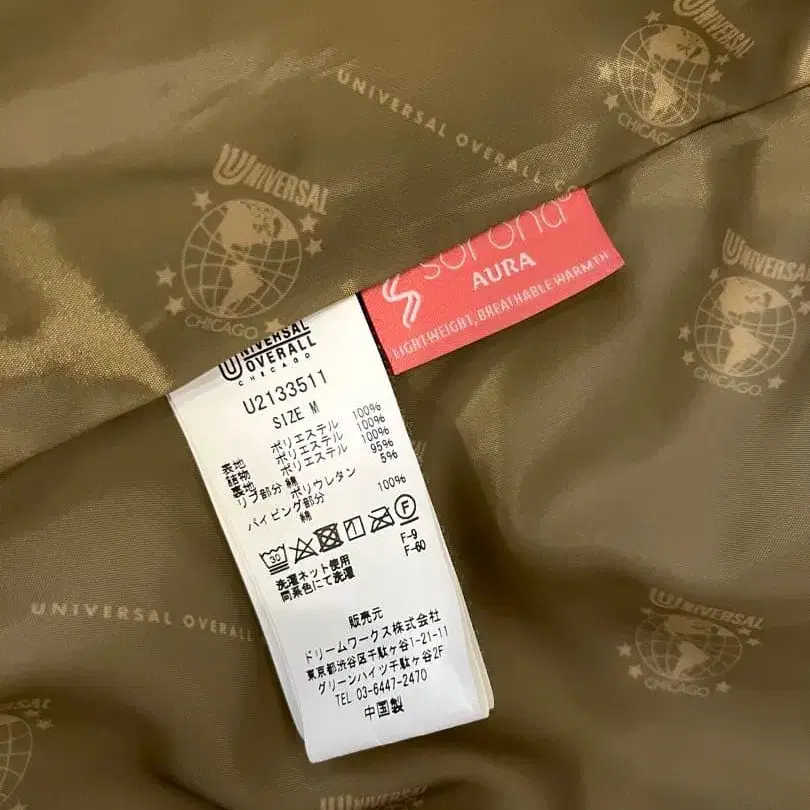 UNIVERSAL
CHICAGO
UNIVERSAL OVERALL CO
UNIVERSAL
CHICAGO
sorona
AURA
LIGHTWEIGHT, BREATHABLE WARMTH
UNIVERSAL
CHICAGO
UNIVERSAL
OVERALL
CHICAGO
U2133511
SIZE M
表地 ポリエステル 100%
詰物 ポリエステル 100%
裏地 ポリエステル 100%
リブ部分 綿 95%
ポリウレタン 5%
パイピング部分
綿 100%
30
F
F-9
F-60
洗濯ネット使用
同系色にて洗濯
販売元
ドリームワークス株式会社
東京都渋谷区千駄ヶ谷1-21-11
グリーンハイツ千駄ヶ谷2F
TEL 03-6447-2470
中国製
UNIVERSAL OVERALL
UNIVERSAL
CHICAGO
UNIVERSAL